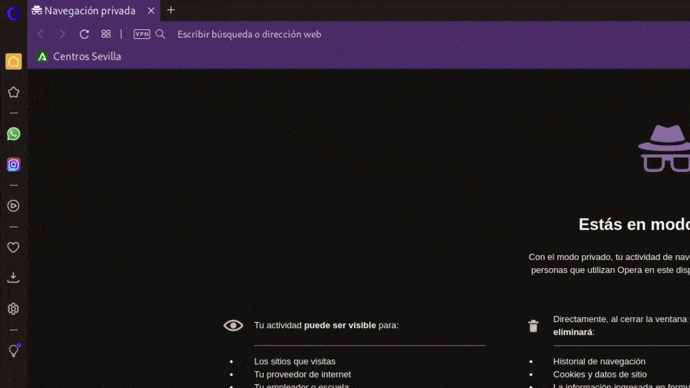 Navegación privada
VPN
Escribir búsqueda o dirección web
Centros Sevilla
Estás en modo
Con el modo privado, tu actividad de nav
personas que utilizan Opera en este disp
Tu actividad puede ser visible para:
Los sitios que visitas
Tu proveedor de internet
Tu empleador o escuela
Directamente, al cerrar la ventana
eliminará:
Historial de navegación
Cookies y datos de sitio
La información ingresada en formu